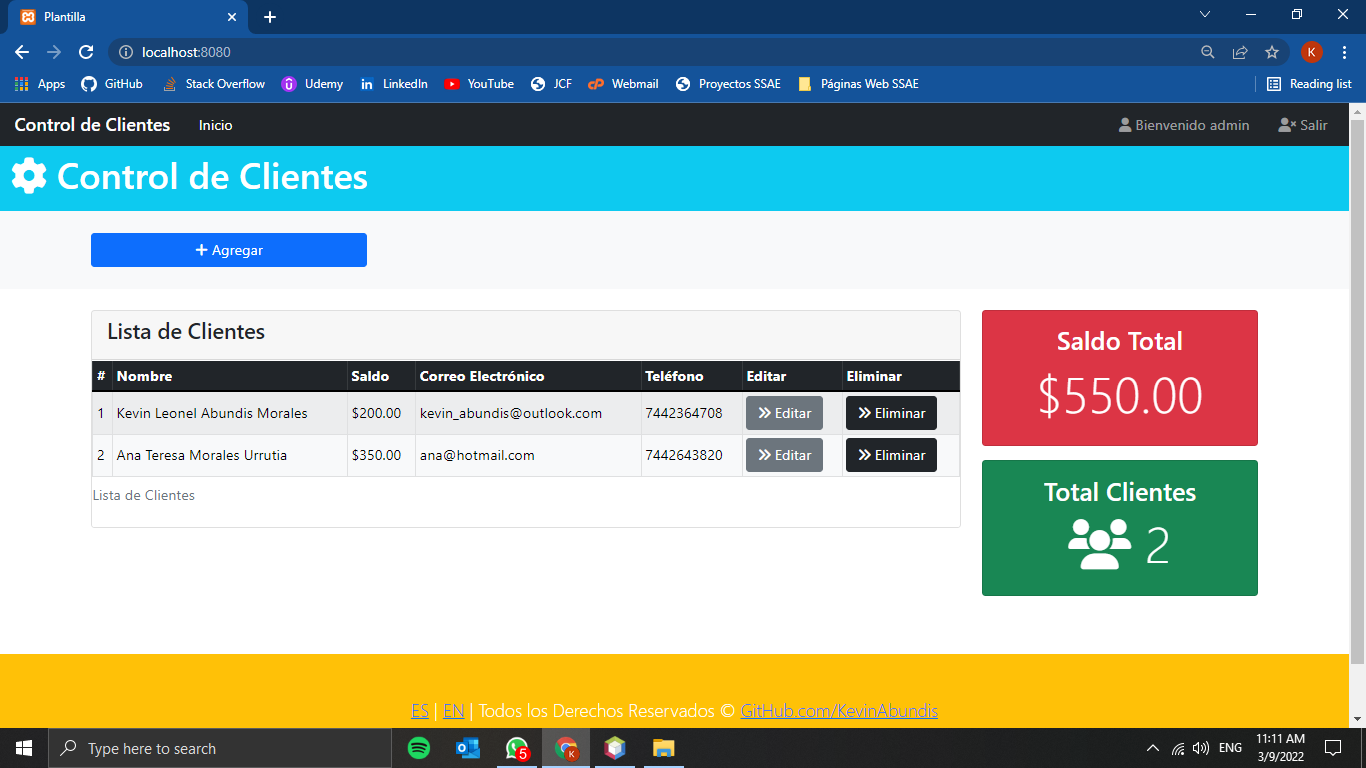 Plantilla
localhost:8080
K
Apps GitHub Stack Overflow Udemy LinkedIn YouTube JCF Webmail Proyectos SSAE Páginas Web SSAE Reading list
Control de Clientes Inicio Bienvenido admin Salir
Control de Clientes
Agregar
Lista de Clientes
# Nombre Saldo Correo Electrónico Teléfono Editar Eliminar
1 Kevin Leonel Abundis Morales $200.00 kevin_abundis@outlook.com 7442364708 Editar Eliminar
2 Ana Teresa Morales Urrutia $350.00 ana@hotmail.com 7442643820 Editar Eliminar
Lista de Clientes
Saldo Total
$550.00
Total Clientes
2
ES | EN | Todos los Derechos Reservados © GitHub.com/KevinAbundis
Type here to search
5
K
ENG
11:11 AM
3/9/2022